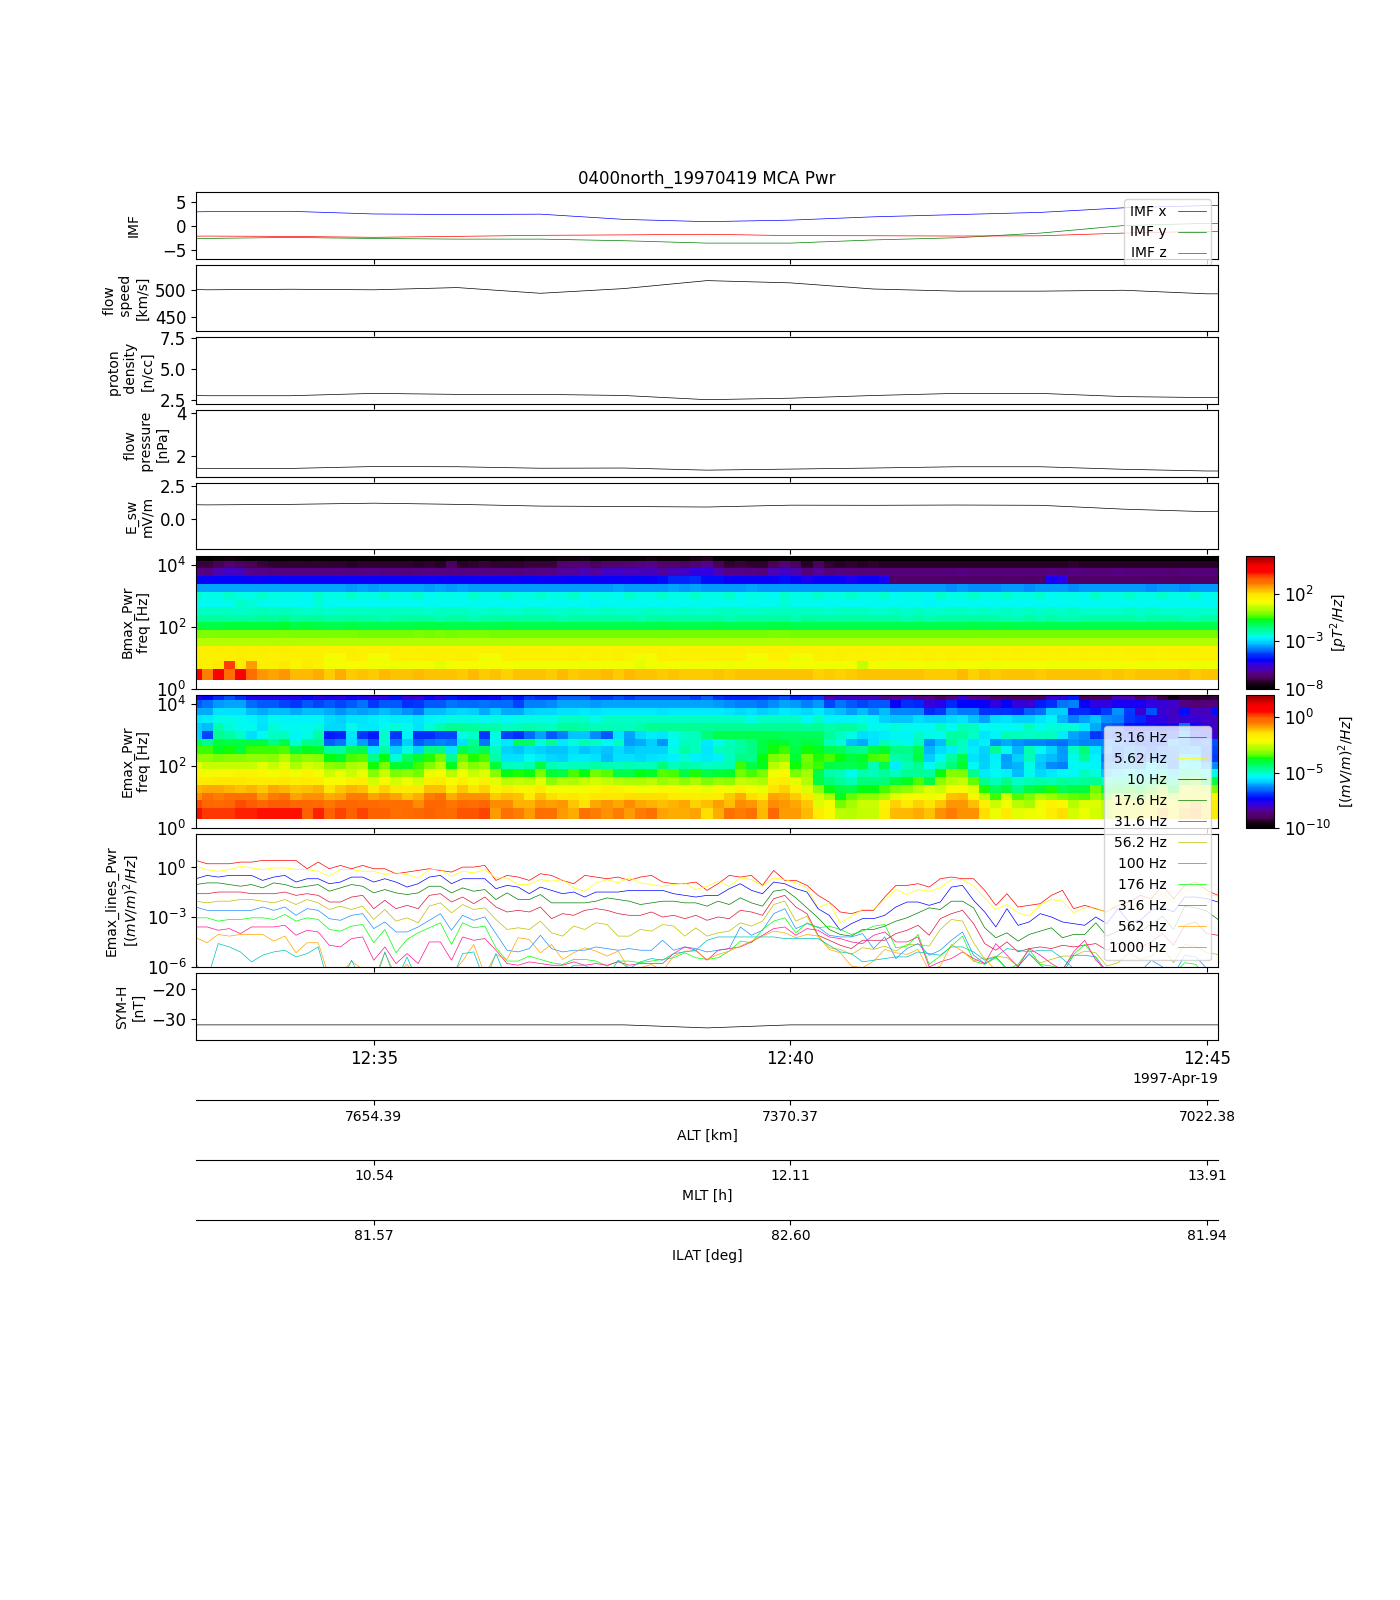 0400north_19970419 MCA Pwr
IMF
5
0
−5
IMF x
IMF y
IMF z
flow
speed
[km/s]
500
450
proton
density
[n/cc]
7.5
5.0
2.5
flow
pressure
[nPa]
4
2
E_sw
mV/m
2.5
0.0
Bmax_Pwr
freq [Hz]
10^4
10^2
10^0
10^2
10^−3
10^−8
[pT^2/Hz]
Emax_Pwr
freq [Hz]
10^4
10^2
10^0
10^0
10^−5
10^−10
[(mV/m)^2/Hz]
3.16 Hz
5.62 Hz
10 Hz
17.6 Hz
31.6 Hz
56.2 Hz
100 Hz
176 Hz
316 Hz
562 Hz
1000 Hz
Emax_lines_Pwr
[(mV/m)^2/Hz]
10^0
10^−3
10^−6
SYM-H
[nT]
−20
−30
12:35 12:40 12:45
1997-Apr-19
7654.39 7370.37 7022.38
ALT [km]
10.54 12.11 13.91
MLT [h]
81.57 82.60 81.94
ILAT [deg]